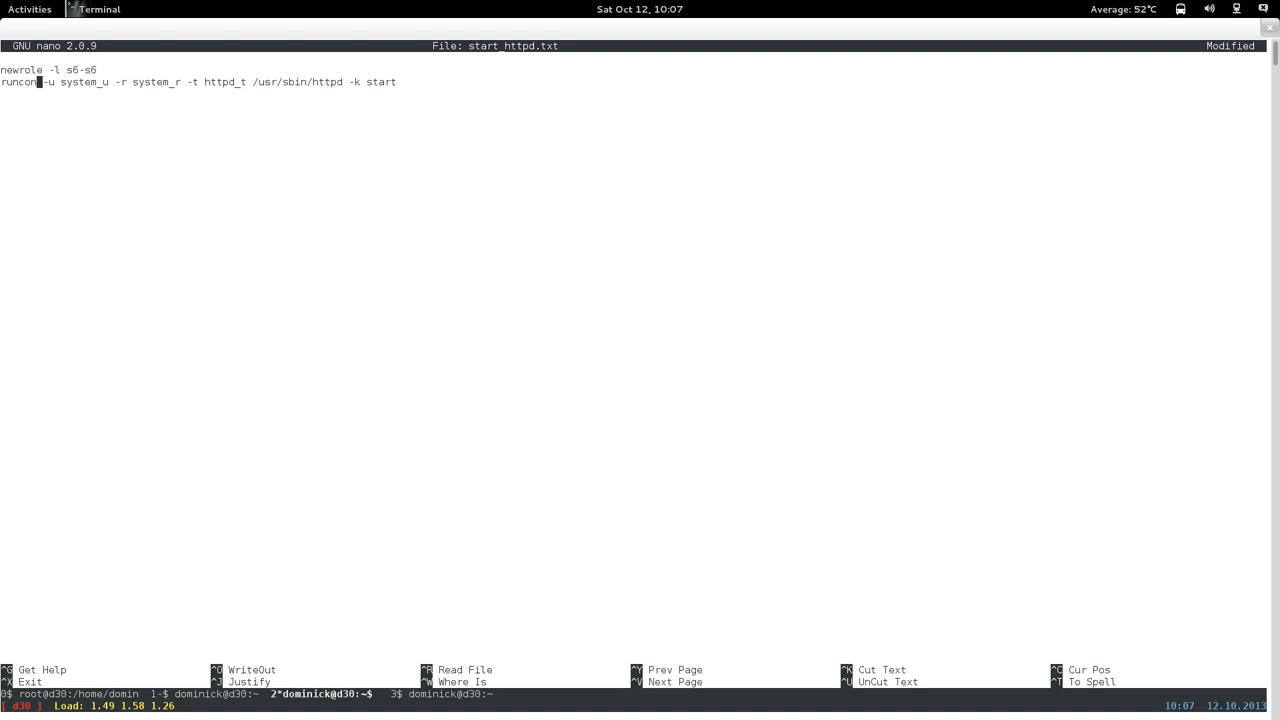 Activities Terminal Sat Oct 12, 10:07 Average: 52°C
GNU nano 2.0.9 File: start_httpd.txt Modified
newrole -l s6-s6
runcon -u system_u -r system_r -t httpd_t /usr/sbin/httpd -k start
^G Get Help ^O WriteOut ^R Read File ^Y Prev Page ^K Cut Text ^C Cur Pos
^X Exit ^J Justify ^W Where Is ^V Next Page ^U UnCut Text ^T To Spell
0$ root@d30:/home/domin 1-$ dominick@d30:~ 2*dominick@d30:~$ 3$ dominick@d30:~
[ d30 ] Load: 1.49 1.58 1.26 10:07 12.10.2013